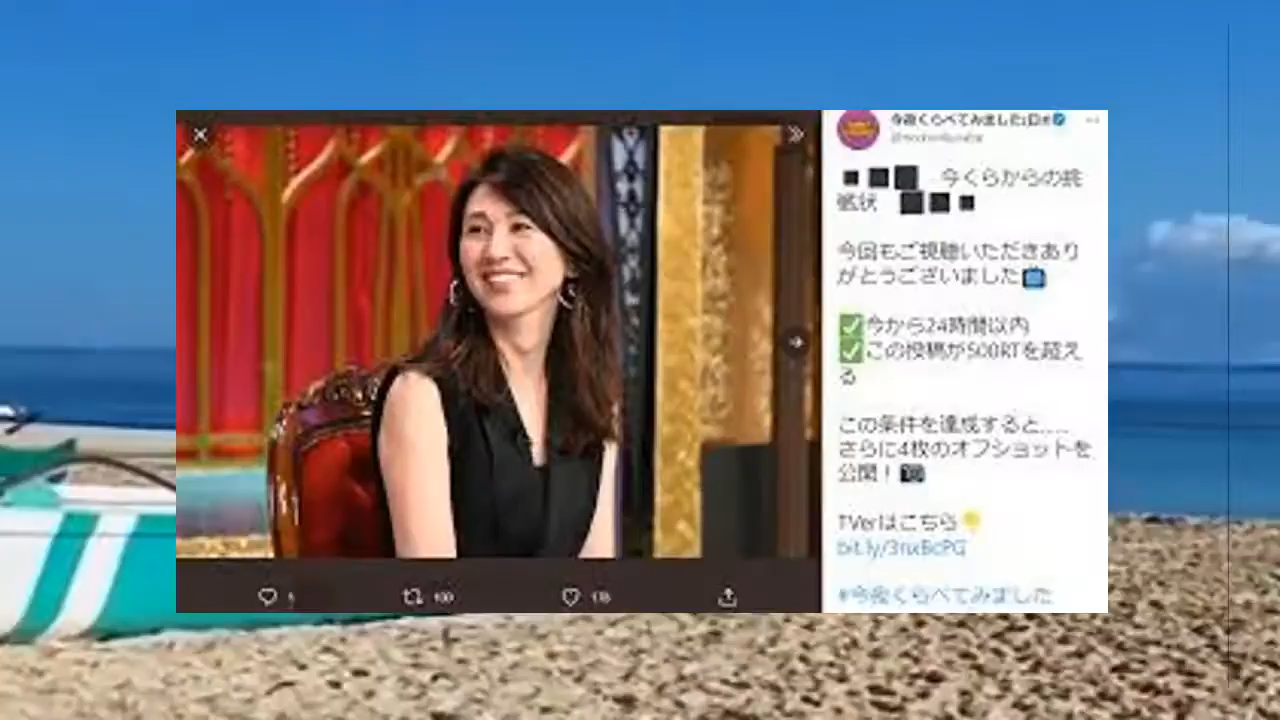 今夜くらべてみました
■ ■ ■ 今くらからの挑
戦状 ■ ■ ■
今回もご視聴いただきあり
がとうございました
✅今から24時間以内
✅この投稿が500RTを超え
る
この条件を達成すると……
さらに4枚のオフショットを
公開！
TVerはこちら
#今夜くらべてみました